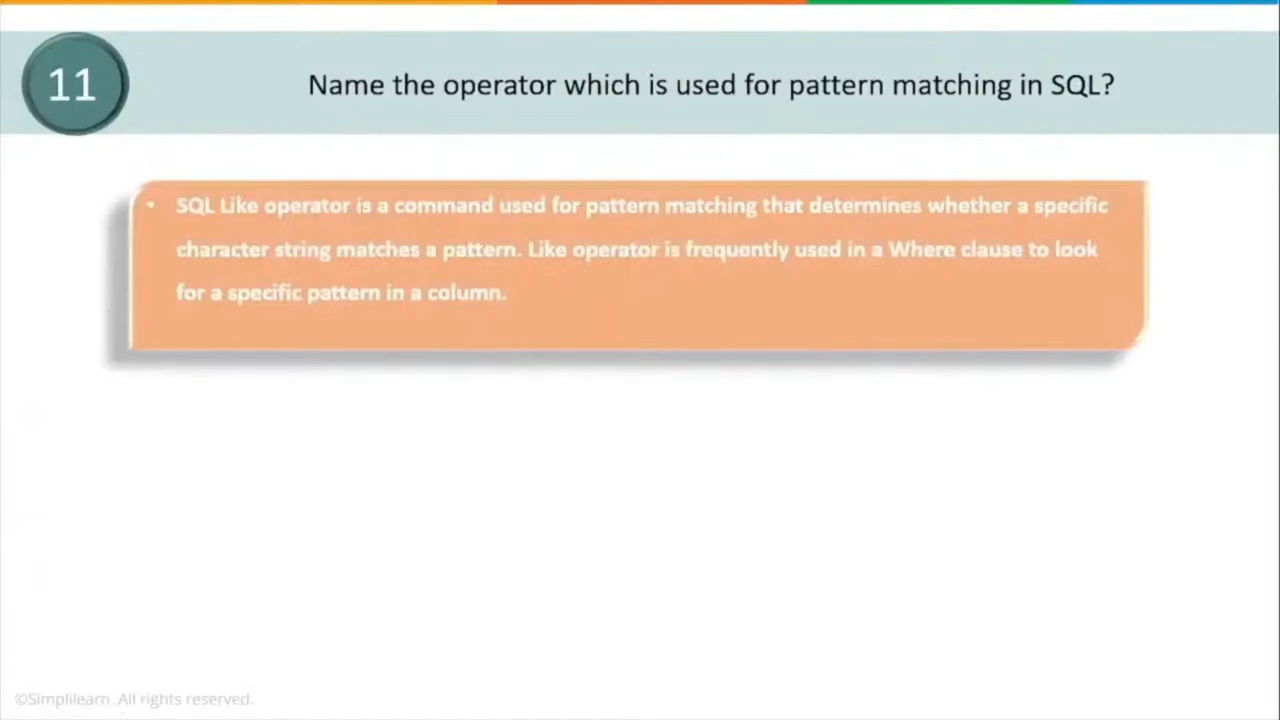 11
Name the operator which is used for pattern matching in SQL?
• SQL Like operator is a command used for pattern matching that determines whether a specific
character string matches a pattern. Like operator is frequently used in a Where clause to look
for a specific pattern in a column.
©Simplilearn. All rights reserved.